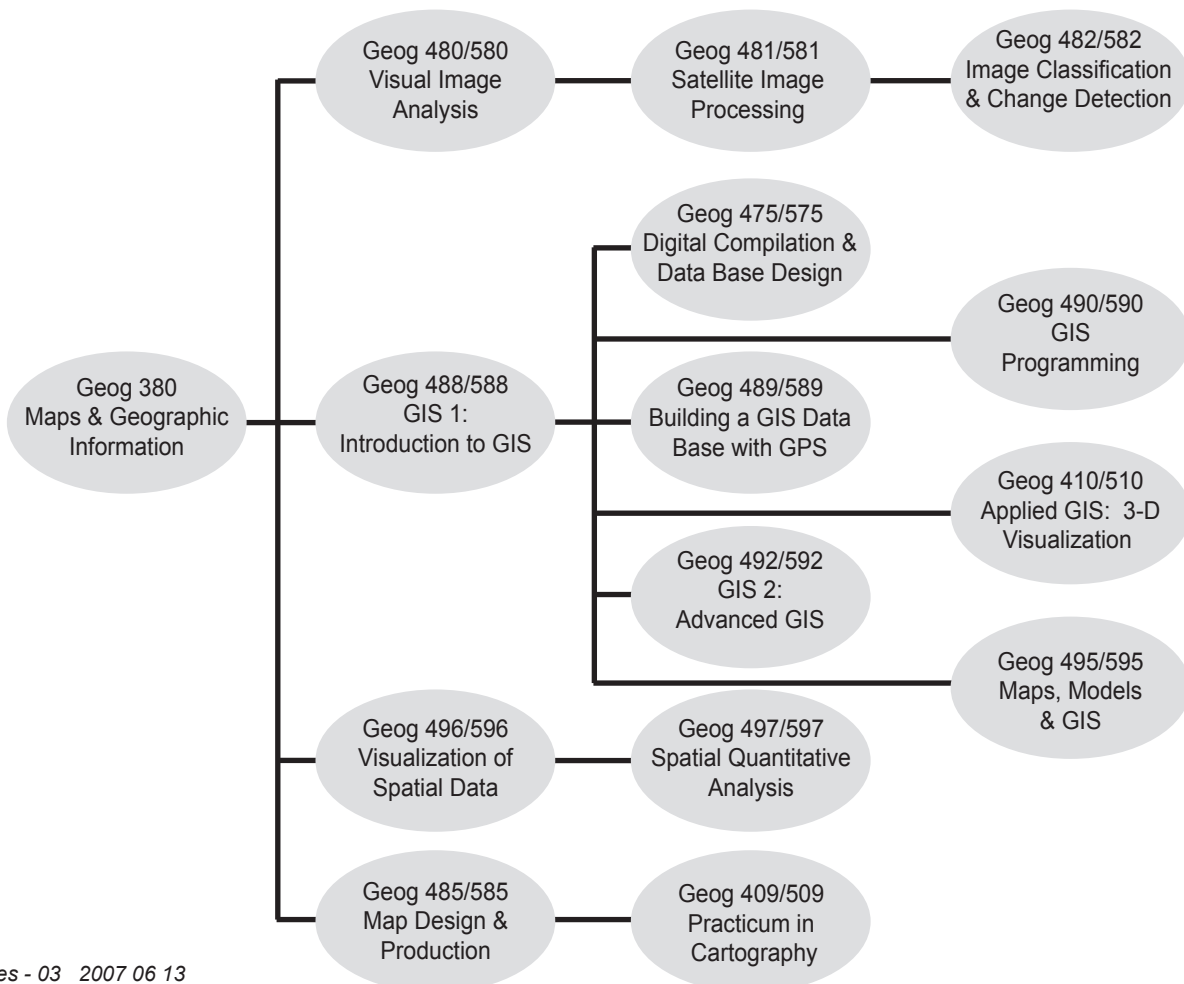 Geog 480/580
Visual Image
Analysis
Geog 481/581
Satellite Image
Processing
Geog 482/582
Image Classification
& Change Detection
Geog 475/575
Digital Compilation &
Data Base Design
Geog 490/590
GIS
Programming
Geog 380
Maps & Geographic
Information
Geog 488/588
GIS 1:
Introduction to GIS
Geog 489/589
Building a GIS Data
Base with GPS
Geog 410/510
Applied GIS:  3-D
Visualization
Geog 492/592
GIS 2:
Advanced GIS
Geog 495/595
Maps, Models
& GIS
Geog 496/596
Visualization of
Spatial Data
Geog 497/597
Spatial Quantitative
Analysis
Geog 485/585
Map Design &
Production
Geog 409/509
Practicum in
Cartography
es - 03   2007 06 13